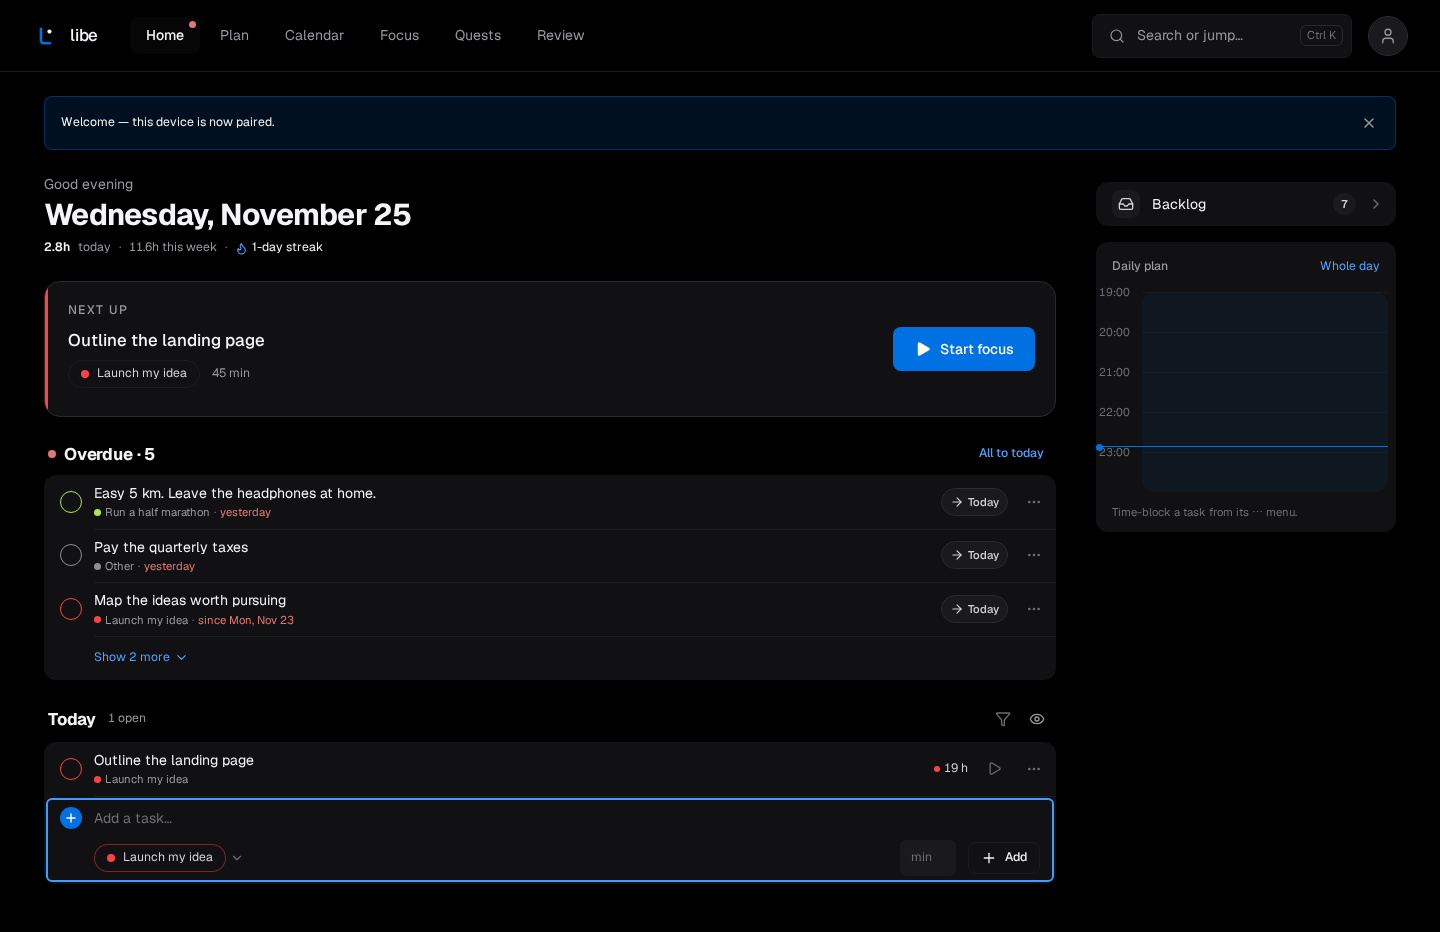 libe
Home
Plan
Calendar
Focus
Quests
Review
Search or jump…
Ctrl K
Welcome — this device is now paired.
Good evening
Wednesday, November 25
2.8h today · 11.6h this week · 1-day streak
NEXT UP
Outline the landing page
Launch my idea
45 min
Start focus
Overdue · 5
All to today
Easy 5 km. Leave the headphones at home.
Run a half marathon · yesterday
Today
Pay the quarterly taxes
Other · yesterday
Today
Map the ideas worth pursuing
Launch my idea · since Mon, Nov 23
Today
Show 2 more
Today
1 open
Outline the landing page
Launch my idea
19 h
Add a task…
Launch my idea
min
Add
Backlog
7
Daily plan
Whole day
19:00
20:00
21:00
22:00
23:00
Time-block a task from its ··· menu.